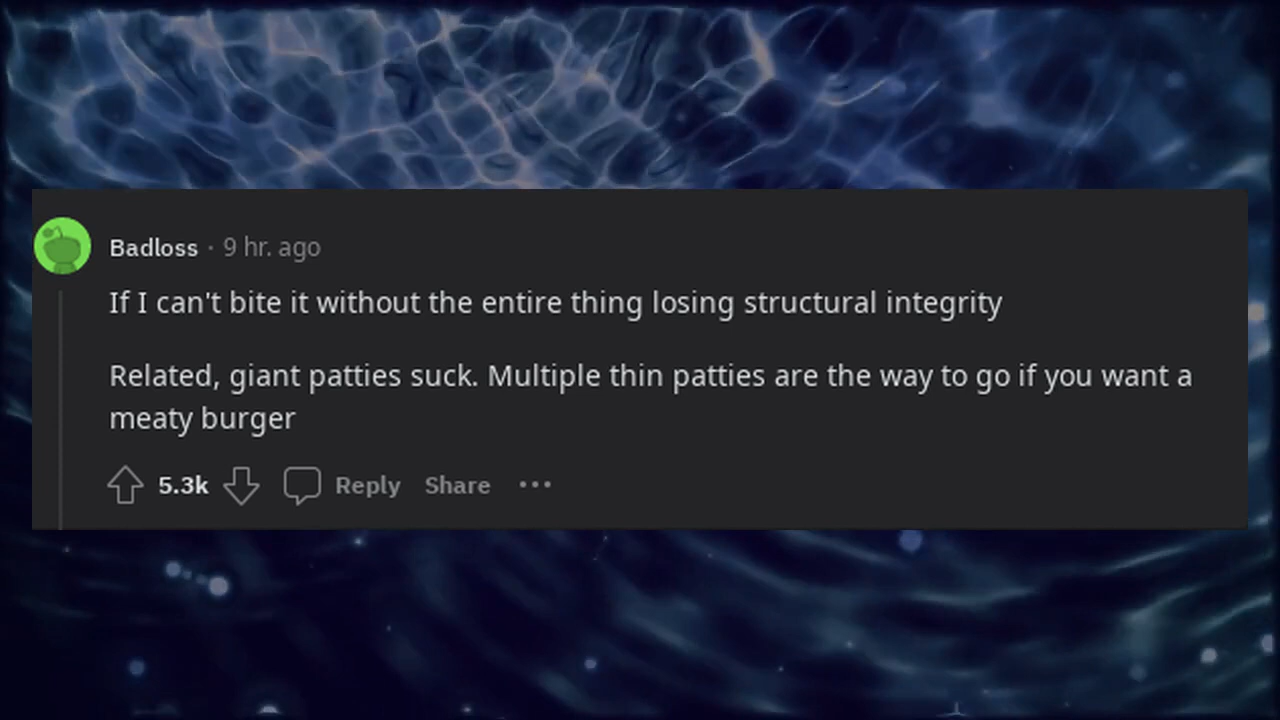 Badloss · 9 hr. ago
If I can't bite it without the entire thing losing structural integrity
Related, giant patties suck. Multiple thin patties are the way to go if you want a
meaty burger
5.3k Reply Share ···